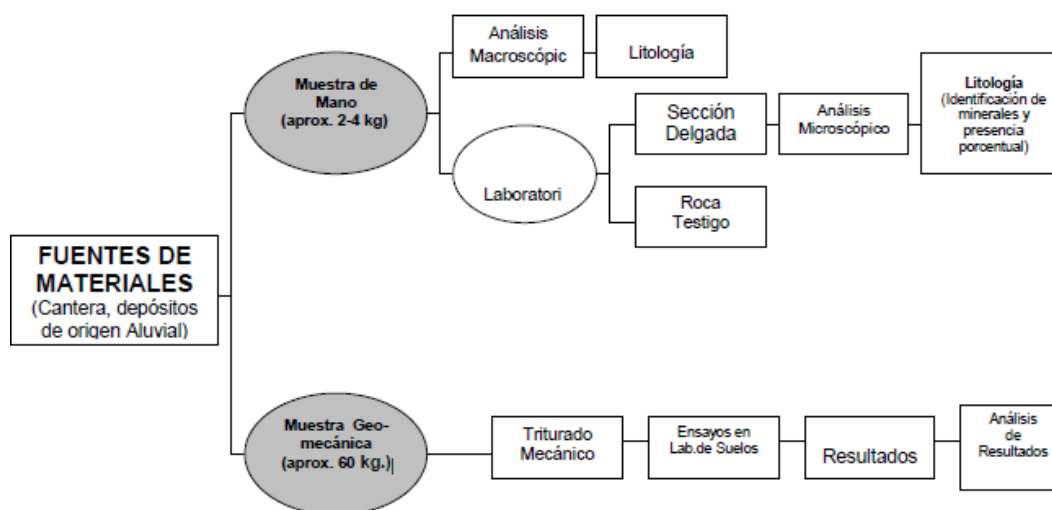 Análisis
Macroscópic
Litología
Muestra de
Mano
(aprox. 2-4 kg)
Sección
Delgada
Análisis
Microscópico
Litología
(Identificación de
minerales y
presencia
porcentual)
Laboratori
Roca
Testigo
FUENTES DE
MATERIALES
(Cantera, depósitos
de origen Aluvial)
Muestra Geo-
mecánica
(aprox. 60 kg.)
Triturado
Mecánico
Ensayos en
Lab.de Suelos
Resultados
Análisis
de
Resultados